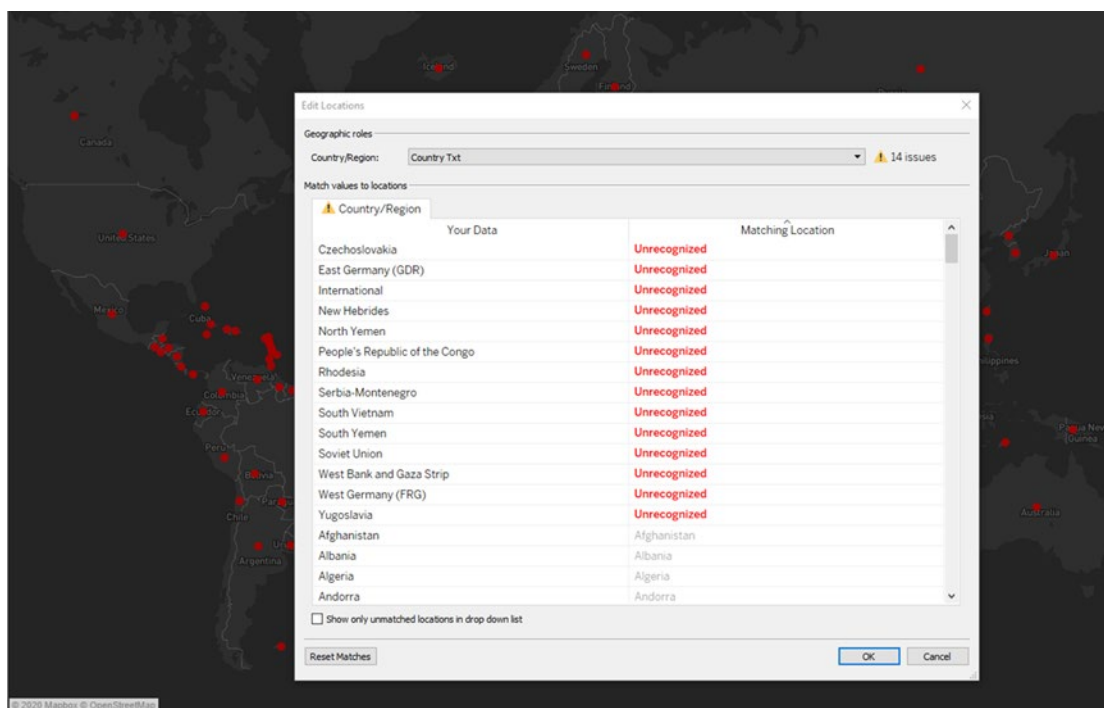 Iceland
Sweden
Finland
Canada
United States
Mexico
Cuba
Venezuela
Colombia
Ecuador
Peru
Bolivia
Chile
Argentina
Japan
Papua New
Guinea
Australia
Edit Locations
Geographic roles
Country/Region: Country Txt 14 issues
Match values to locations
Country/Region
Your Data Matching Location
Czechoslovakia Unrecognized
East Germany (GDR) Unrecognized
International Unrecognized
New Hebrides Unrecognized
North Yemen Unrecognized
People's Republic of the Congo Unrecognized
Rhodesia Unrecognized
Serbia-Montenegro Unrecognized
South Vietnam Unrecognized
South Yemen Unrecognized
Soviet Union Unrecognized
West Bank and Gaza Strip Unrecognized
West Germany (FRG) Unrecognized
Yugoslavia Unrecognized
Afghanistan Afghanistan
Albania Albania
Algeria Algeria
Andorra Andorra
Show only unmatched locations in drop down list
Reset Matches OK Cancel
© 2020 Mapbox © OpenStreetMap